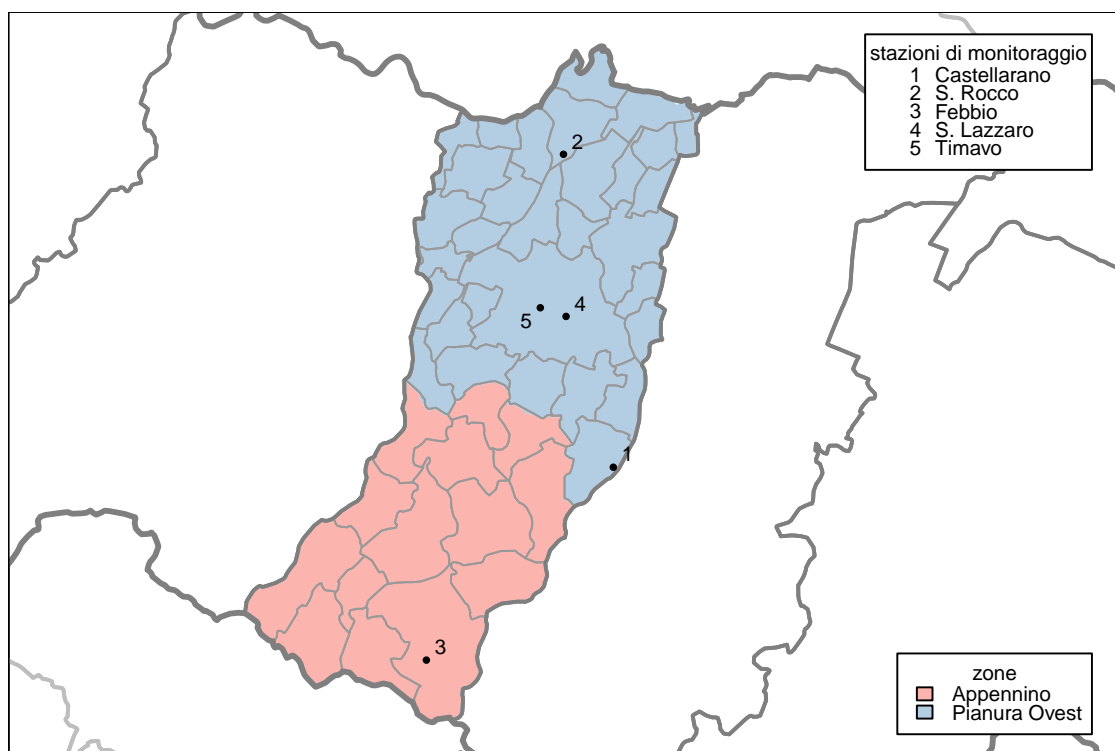 stazioni di monitoraggio
1 Castellarano
2 S. Rocco
3 Febbio
4 S. Lazzaro
5 Timavo
2
4
5
1
3
zone
Appennino
Pianura Ovest